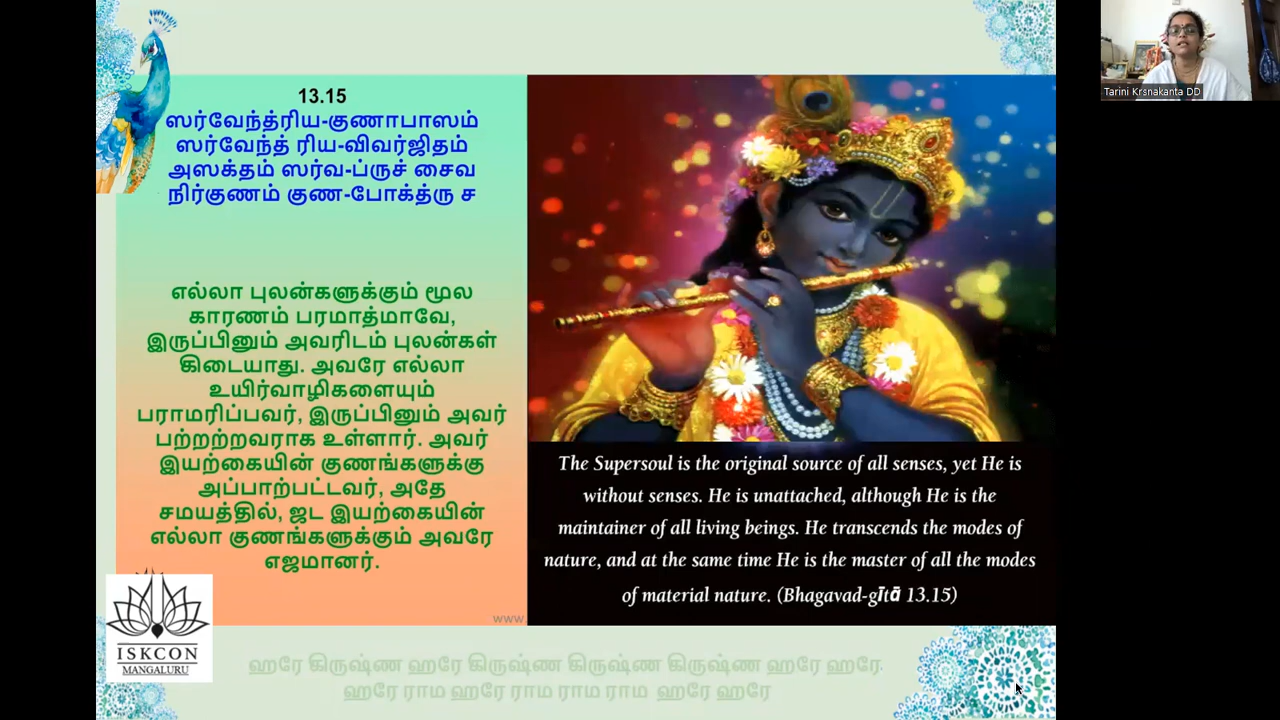 13.15
ஸர்வேந்த்ரிய-குணாபாஸம்
ஸர்வேந்த் ரிய-விவர்ஜிதம்
அஸக்தம் ஸர்வ-ப்ருச் சைவ
நிர்குணம் குண-போக்த்ரு ச
எல்லா புலன்களுக்கும் மூல
காரணம் பரமாத்மாவே,
இருப்பினும் அவரிடம் புலன்கள்
கிடையாது. அவரே எல்லா
உயிர்வாழிகளையும்
பராமரிப்பவர், இருப்பினும் அவர்
பற்றற்றவராக உள்ளார். அவர்
இயற்கையின் குணங்களுக்கு
அப்பாற்பட்டவர், அதே
சமயத்தில், ஜட இயற்கையின்
எல்லா குணங்களுக்கும் அவரே
எஜமானர்.
www.
The Supersoul is the original source of all senses, yet He is
without senses. He is unattached, although He is the
maintainer of all living beings. He transcends the modes of
nature, and at the same time He is the master of all the modes
of material nature. (Bhagavad-gītā 13.15)
ISKCON
MANGALURU
ஹரே கிருஷ்ண ஹரே கிருஷ்ண கிருஷ்ண கிருஷ்ண ஹரே ஹரே
ஹரே ராம ஹரே ராம ராம ராம ஹரே ஹரே
Tarini Krsnakanta DD